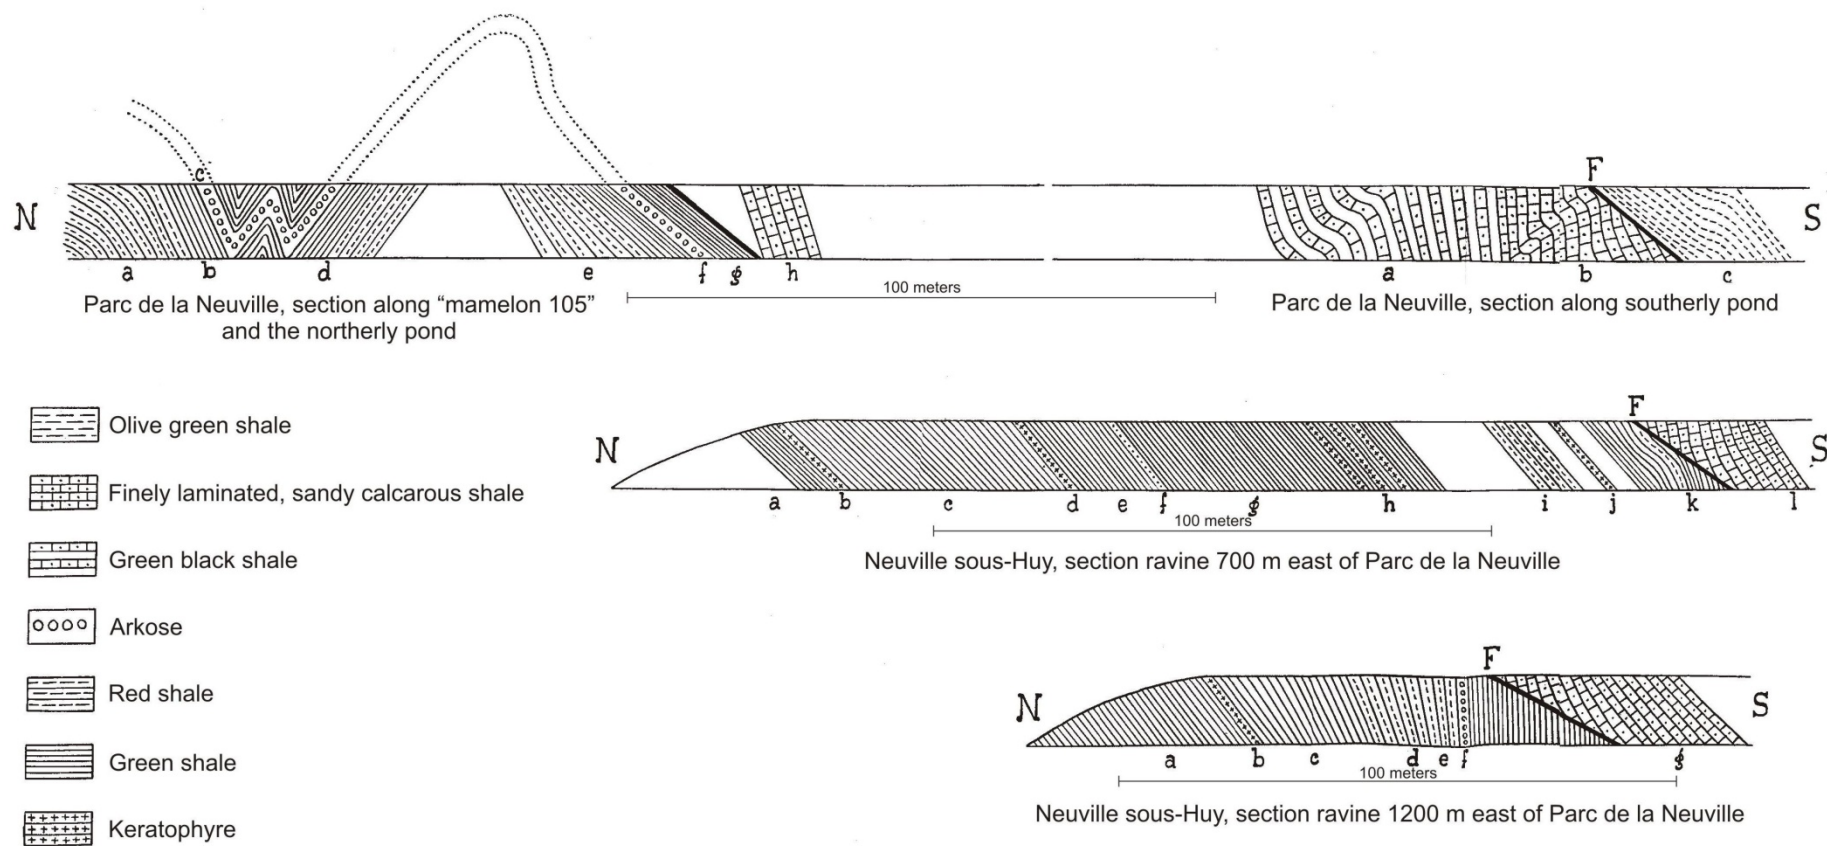 F
c
N
S
a b d e f g h a b c
Parc de la Neuville, section along “mamelon 105”
and the northerly pond
100 meters
Parc de la Neuville, section along southerly pond
F
N
S
a b c d e f g h i j k l
100 meters
Neuville sous-Huy, section ravine 700 m east of Parc de la Neuville
Olive green shale
Finely laminated, sandy calcarous shale
Green black shale
Arkose
Red shale
Green shale
Keratophyre
F
N
S
a b c d e f g
100 meters
Neuville sous-Huy, section ravine 1200 m east of Parc de la Neuville